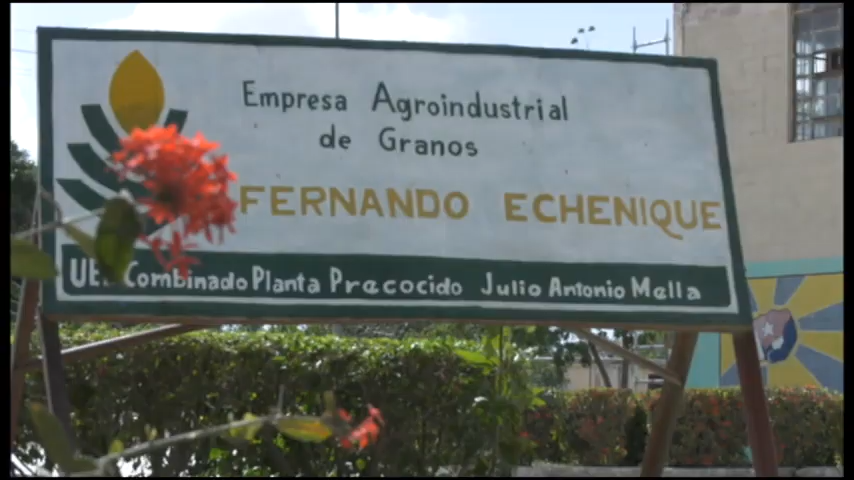 Empresa Agroindustrial
de Granos
FERNANDO ECHENIQUE
Combinado Planta Precocido Julio Antonio Mella